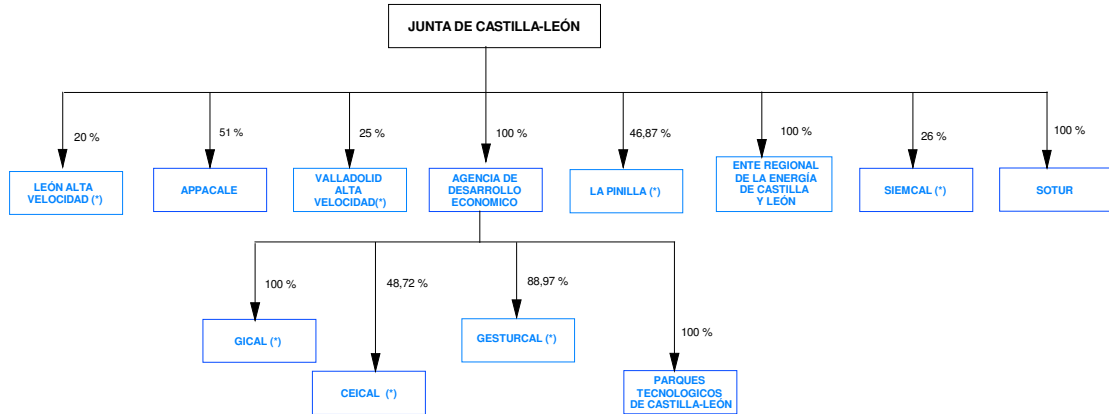 JUNTA DE CASTILLA-LEÓN
20 %
51 %
25 %
100 %
46,87 %
100 %
26 %
100 %
LEÓN ALTA
VELOCIDAD (*)
APPACALE
VALLADOLID
ALTA
VELOCIDAD(*)
AGENCIA DE
DESARROLLO
ECONOMICO
LA PINILLA (*)
ENTE REGIONAL
DE LA ENERGÍA
DE CASTILLA
Y LEÓN
SIEMCAL (*)
SOTUR
100 %
48,72 %
88,97 %
100 %
GICAL (*)
CEICAL (*)
GESTURCAL (*)
PARQUES
TECNOLOGICOS
DE CASTILLA-LEÓN